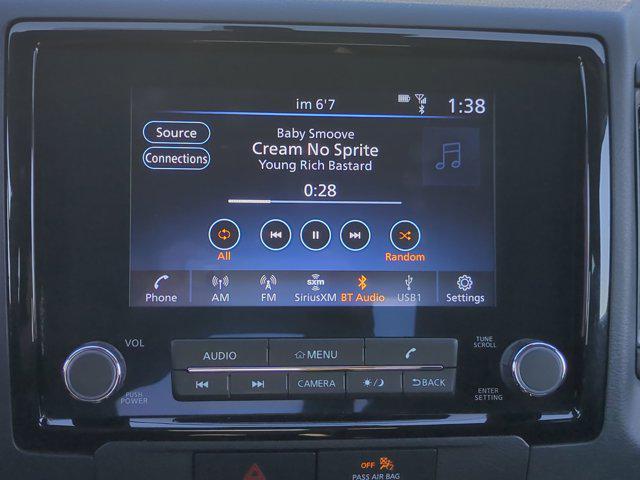 im 6'7
1:38
Source
Connections
Baby Smoove
Cream No Sprite
Young Rich Bastard
0:28
All
Random
Phone
AM
FM
sxm
SiriusXM
BT Audio
USB1
Settings
VOL
PUSH
POWER
AUDIO
MENU
CAMERA
BACK
TUNE
SCROLL
ENTER
SETTING
OFF
PASS AIR BAG